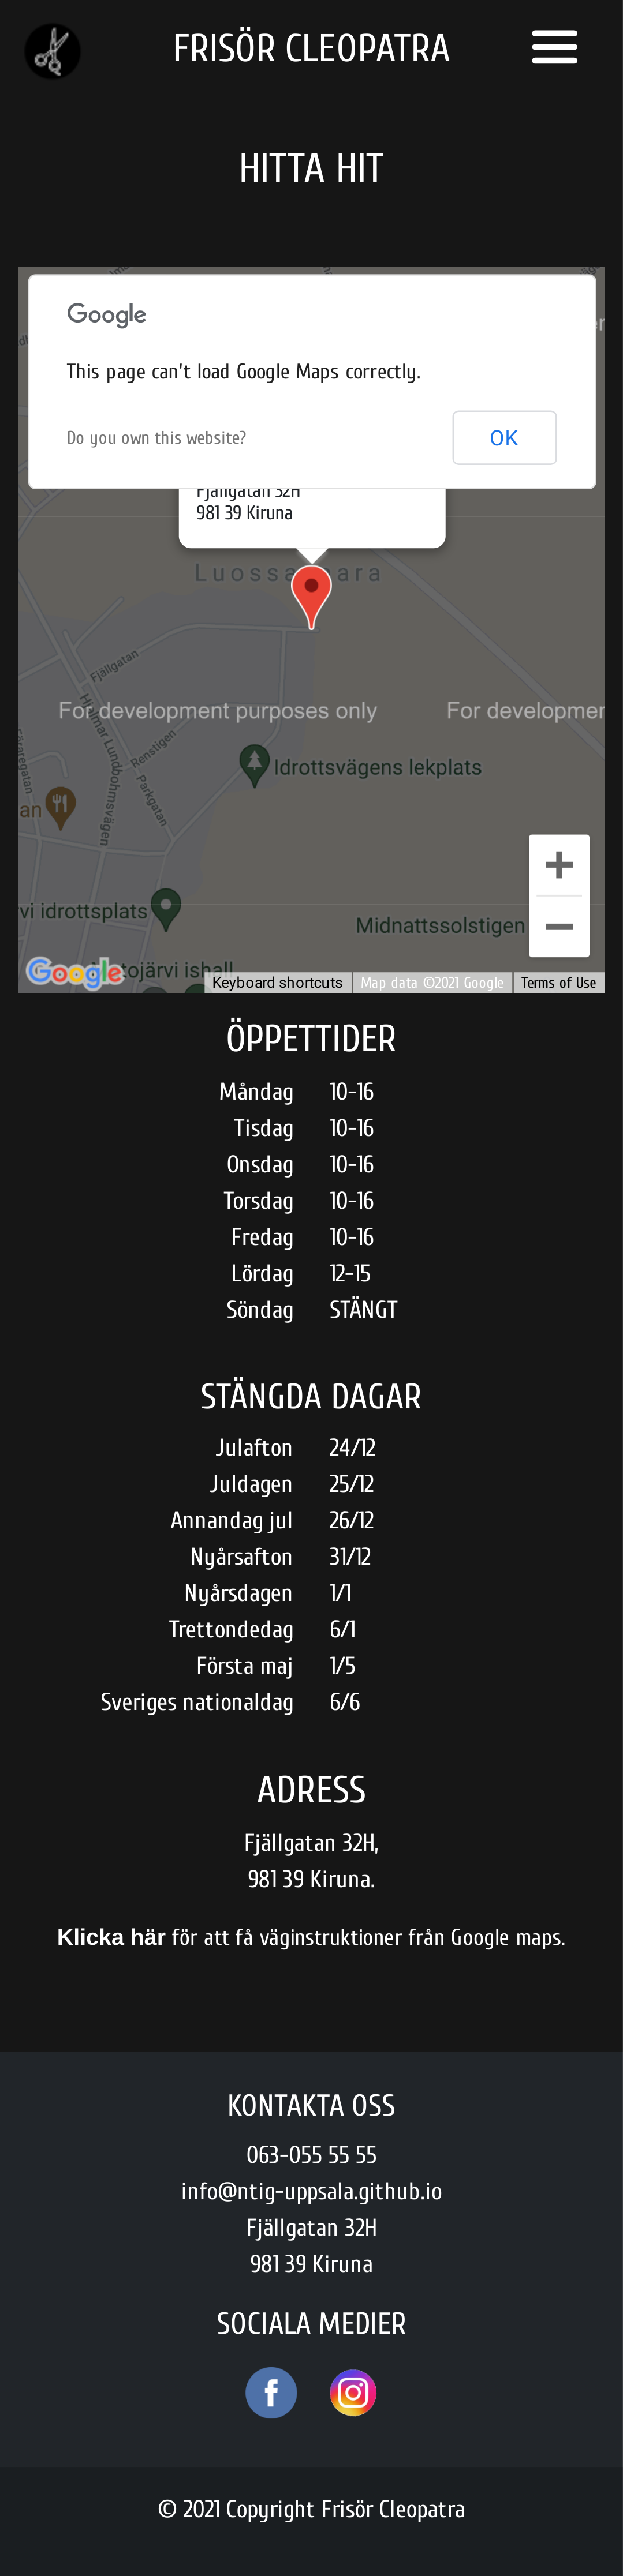 FRISÖR CLEOPATRA
HITTA HIT
Google
This page can't load Google Maps correctly.
Do you own this website?
OK
Fjällgatan 32H
981 39 Kiruna
Fjällgatan
Hjalmar Lundbohmsvägen
Renstigen
Parkgatan
For development purposes only
For developmen
Idrottsvägens lekplats
an
vi idrottsplats
Midnattssolstigen
tojärvi ishall
Google
Keyboard shortcuts
Map data ©2021 Google
Terms of Use
ÖPPETTIDER
Måndag 10-16
Tisdag 10-16
Onsdag 10-16
Torsdag 10-16
Fredag 10-16
Lördag 12-15
Söndag STÄNGT
STÄNGDA DAGAR
Julafton 24/12
Juldagen 25/12
Annandag jul 26/12
Nyårsafton 31/12
Nyårsdagen 1/1
Trettondedag 6/1
Första maj 1/5
Sveriges nationaldag 6/6
ADRESS
Fjällgatan 32H,
981 39 Kiruna.
Klicka här för att få väginstruktioner från Google maps.
KONTAKTA OSS
063-055 55 55
info@ntig-uppsala.github.io
Fjällgatan 32H
981 39 Kiruna
SOCIALA MEDIER
© 2021 Copyright Frisör Cleopatra